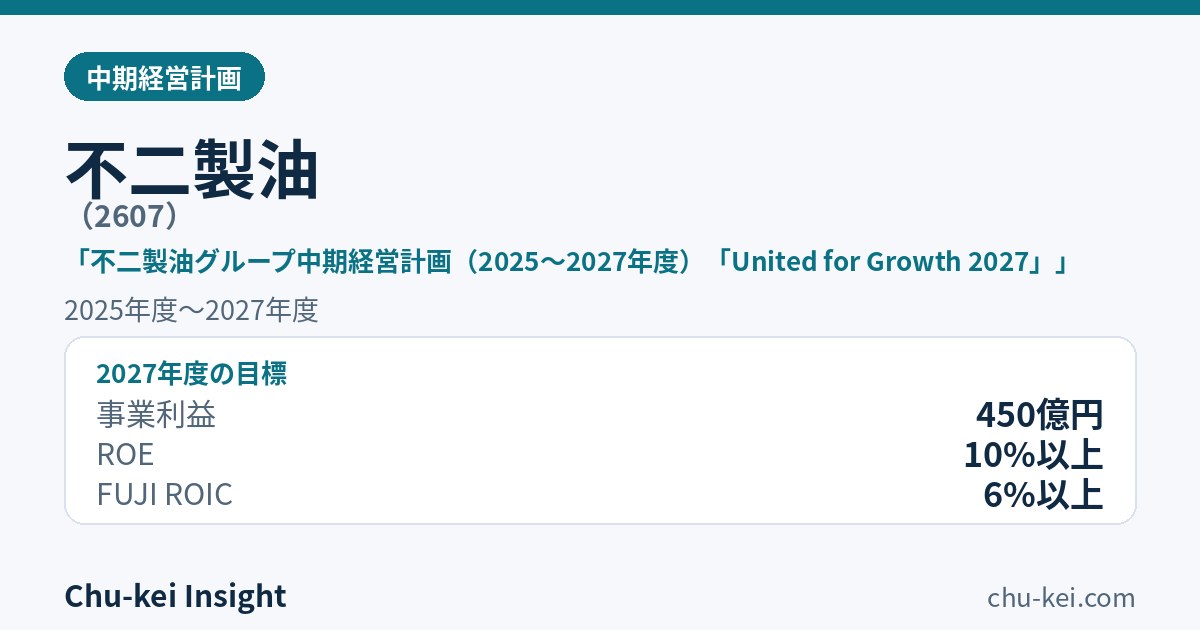 中期経営計画
不二製油
（2607）
「不二製油グループ中期経営計画（2025～2027年度）「United for Growth 2027」」
2025年度～2027年度
2027年度の目標
事業利益 450億円
ROE 10%以上
FUJI ROIC 6%以上
Chu-kei Insight chu-kei.com